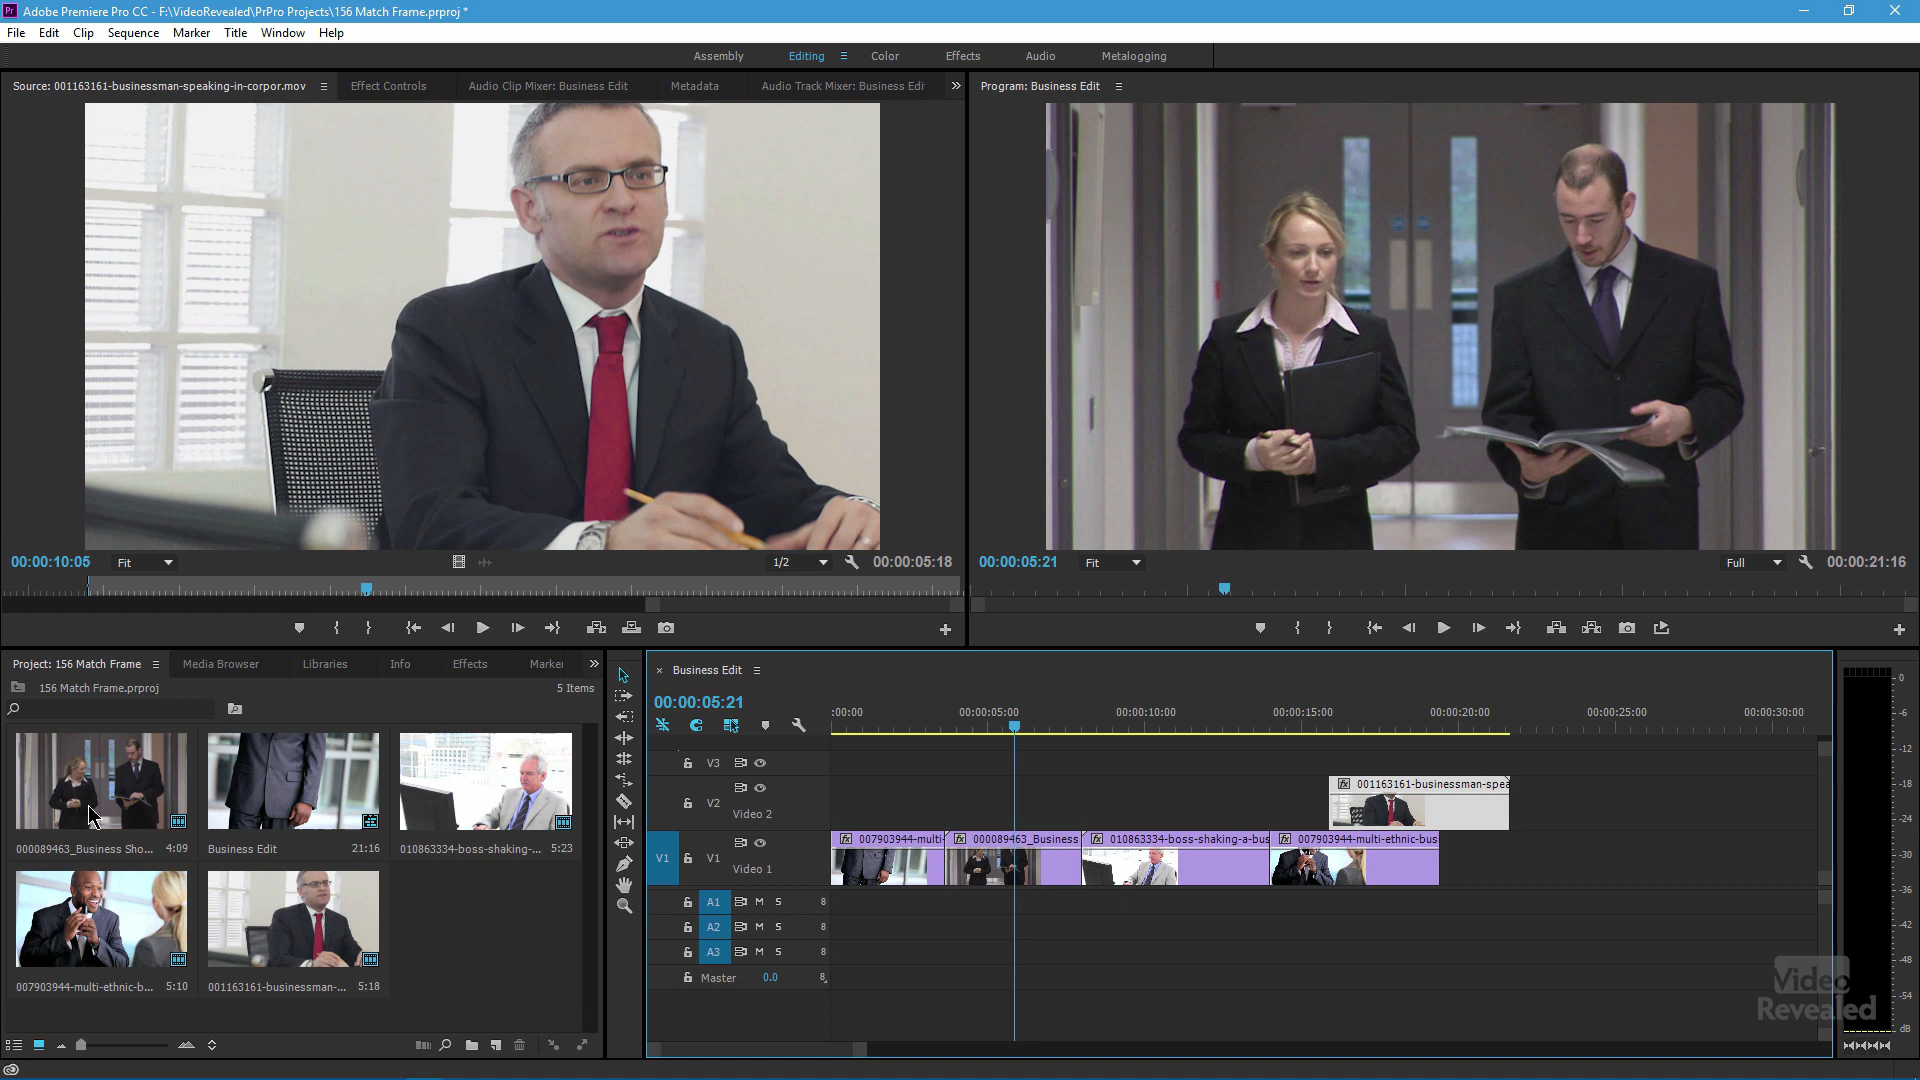 Pr Adobe Premiere Pro CC - F:\VideoRevealed\PrPro Projects\156 Match Frame.prproj *
File Edit Clip Sequence Marker Title Window Help
Assembly Editing Color Effects Audio Metalogging
Source: 001163161-businessman-speaking-in-corpor.mov Effect Controls Audio Clip Mixer: Business Edit Metadata Audio Track Mixer: Business Edi
Program: Business Edit
00:00:10:05 Fit 1/2 00:00:05:18
00:00:05:21 Fit Full 00:00:21:16
Project: 156 Match Frame Media Browser Libraries Info Effects Marke
156 Match Frame.prproj 5 Items
000089463_Business Sho... 4:09
Business Edit 21:16
010863334-boss-shaking-... 5:23
007903944-multi-ethnic-b... 5:10
001163161-businessman-... 5:18
Business Edit
00:00:05:21
:00:00 00:00:05:00 00:00:10:00 00:00:15:00 00:00:20:00 00:00:25:00 00:00:30:00
V3
V2
Video 2
fx 001163161-businessman-spea
V1 V1
Video 1
fx 007903944-multi- fx 000089463_Business fx 010863334-boss-shaking-a-bus fx 007903944-multi-ethnic-bus
A1 M S
A2 M S
A3 M S
Master 0.0
0
-6
-12
-18
-24
-30
-36
-42
-48
-54
dB
Video
Revealed